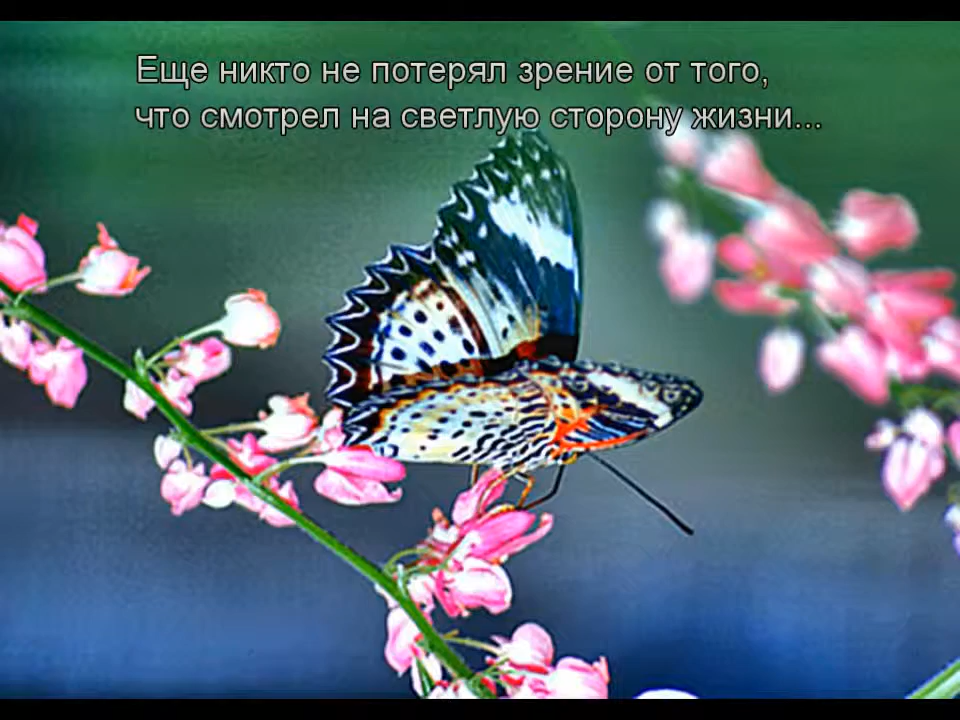 Еще никто не потерял зрение от того,
что смотрел на светлую сторону жизни...